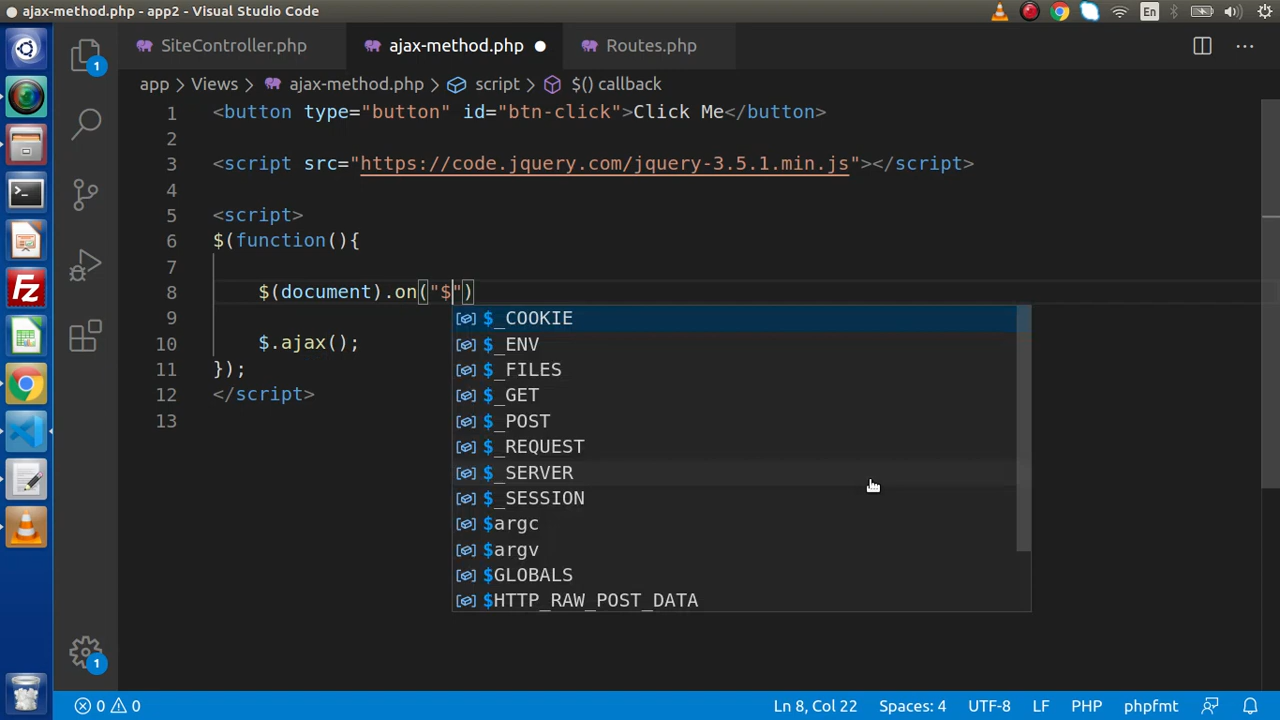 ajax-method.php - app2 - Visual Studio Code
En
SiteController.php
ajax-method.php
Routes.php
1
app
Views
ajax-method.php
script
$() callback
1 <button type="button" id="btn-click">Click Me</button>
2
3 <script src="https://code.jquery.com/jquery-3.5.1.min.js"></script>
4
5 <script>
6 $(function(){
7
8 $(document).on("$")
9
10 $.ajax();
11 });
12 </script>
13
$_COOKIE
$_ENV
$_FILES
$_GET
$_POST
$_REQUEST
$_SERVER
$_SESSION
$argc
$argv
$GLOBALS
$HTTP_RAW_POST_DATA
Fz
1
0 0
Ln 8, Col 22
Spaces: 4
UTF-8
LF
PHP
phpfmt